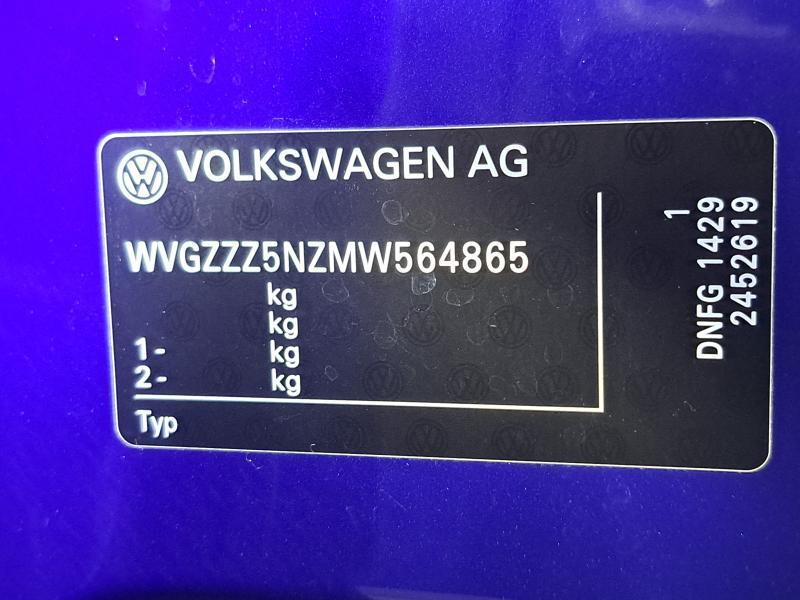 VOLKSWAGEN AG
WVGZZZ5NZMW564865
kg
kg
1- kg
2- kg
Typ
1
DNFG 1429
2452619